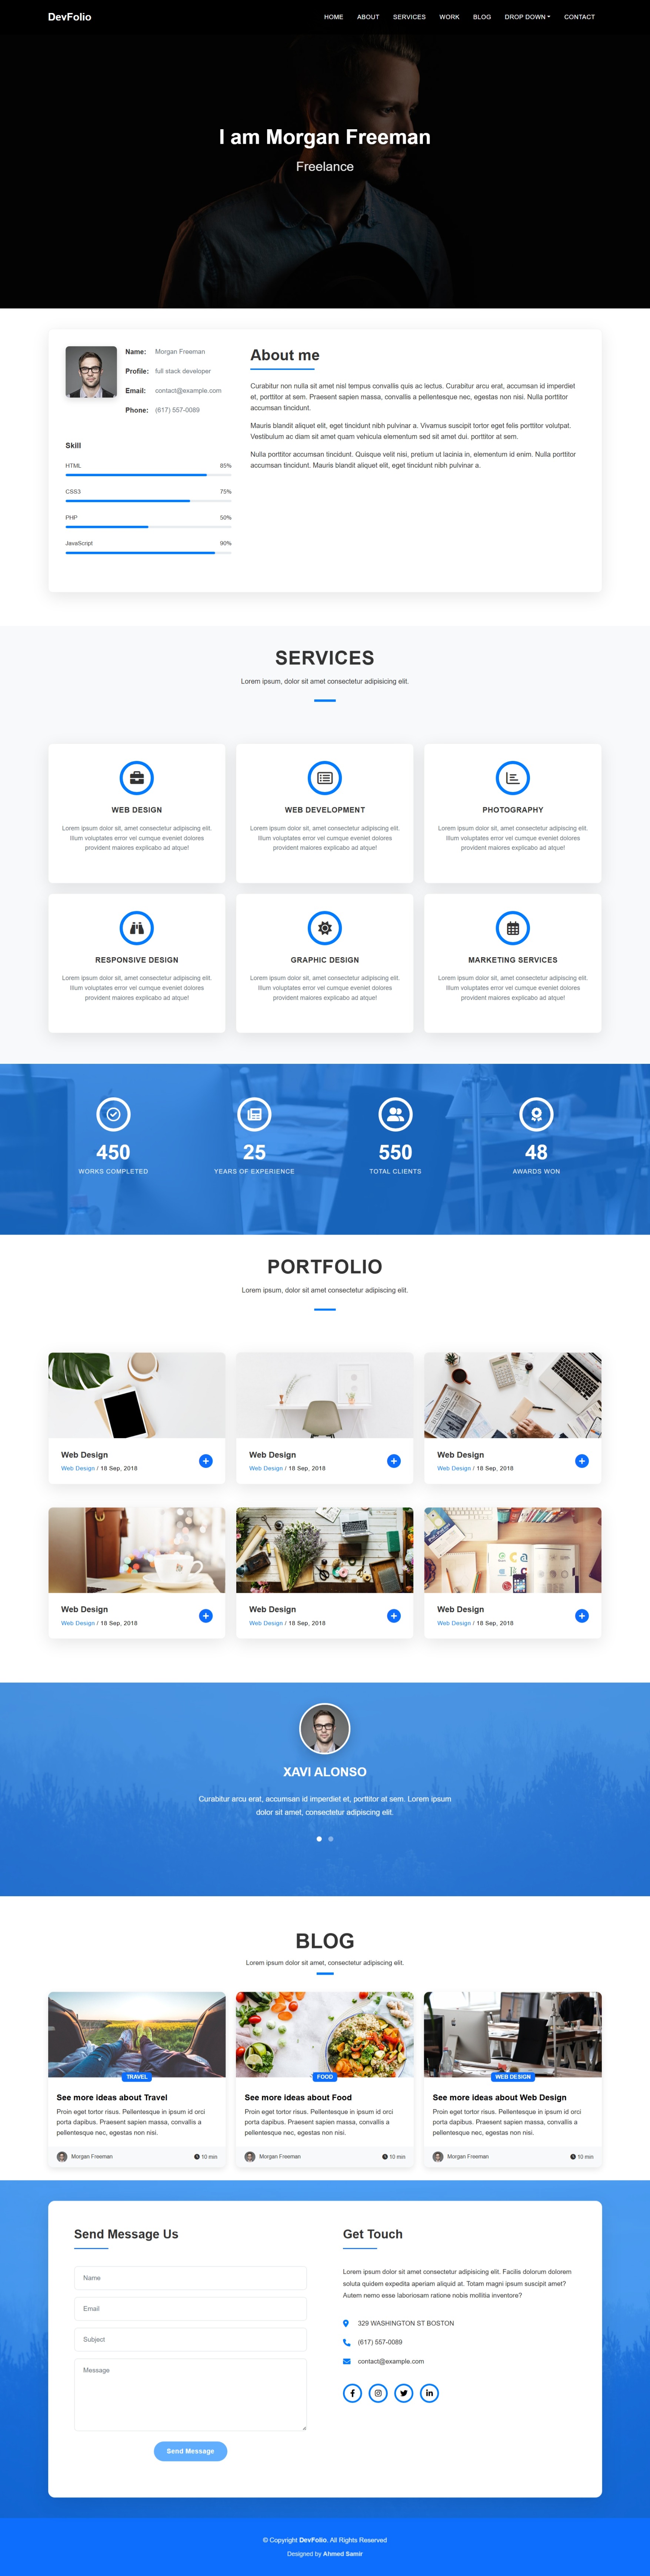 DevFolio
HOME ABOUT SERVICES WORK BLOG DROP DOWN CONTACT
I am Morgan Freeman
Freelance
Name: Morgan Freeman
Profile: full stack developer
Email: contact@example.com
Phone: (617) 557-0089
Skill
HTML 85%
CSS3 75%
PHP 50%
JavaScript 90%
About me
Curabitur non nulla sit amet nisl tempus convallis quis ac lectus. Curabitur arcu erat, accumsan id imperdiet
et, porttitor at sem. Praesent sapien massa, convallis a pellentesque nec, egestas non nisi. Nulla porttitor
accumsan tincidunt.
Mauris blandit aliquet elit, eget tincidunt nibh pulvinar a. Vivamus suscipit tortor eget felis porttitor volutpat.
Vestibulum ac diam sit amet quam vehicula elementum sed sit amet dui. porttitor at sem.
Nulla porttitor accumsan tincidunt. Quisque velit nisi, pretium ut lacinia in, elementum id enim. Nulla porttitor
accumsan tincidunt. Mauris blandit aliquet elit, eget tincidunt nibh pulvinar a.
SERVICES
Lorem ipsum, dolor sit amet consectetur adipisicing elit.
WEB DESIGN
Lorem ipsum dolor sit, amet consectetur adipiscing elit.
Illum voluptates error vel cumque eveniet dolores
provident maiores explicabo ad atque!
WEB DEVELOPMENT
Lorem ipsum dolor sit, amet consectetur adipiscing elit.
Illum voluptates error vel cumque eveniet dolores
provident maiores explicabo ad atque!
PHOTOGRAPHY
Lorem ipsum dolor sit, amet consectetur adipiscing elit.
Illum voluptates error vel cumque eveniet dolores
provident maiores explicabo ad atque!
RESPONSIVE DESIGN
Lorem ipsum dolor sit, amet consectetur adipiscing elit.
Illum voluptates error vel cumque eveniet dolores
provident maiores explicabo ad atque!
GRAPHIC DESIGN
Lorem ipsum dolor sit, amet consectetur adipiscing elit.
Illum voluptates error vel cumque eveniet dolores
provident maiores explicabo ad atque!
MARKETING SERVICES
Lorem ipsum dolor sit, amet consectetur adipiscing elit.
Illum voluptates error vel cumque eveniet dolores
provident maiores explicabo ad atque!
450
WORKS COMPLETED
25
YEARS OF EXPERIENCE
550
TOTAL CLIENTS
48
AWARDS WON
PORTFOLIO
Lorem ipsum, dolor sit amet consectetur adipisicing elit.
BUSINESS
Web Design
Web Design / 18 Sep, 2018
Web Design
Web Design / 18 Sep, 2018
Web Design
Web Design / 18 Sep, 2018
Web Design
Web Design / 18 Sep, 2018
Web Design
Web Design / 18 Sep, 2018
Web Design
Web Design / 18 Sep, 2018
XAVI ALONSO
Curabitur arcu erat, accumsan id imperdiet et, porttitor at sem. Lorem ipsum
dolor sit amet, consectetur adipiscing elit.
BLOG
Lorem ipsum dolor sit amet, consectetur adipiscing elit.
TRAVEL
See more ideas about Travel
Proin eget tortor risus. Pellentesque in ipsum id orci
porta dapibus. Praesent sapien massa, convallis a
pellentesque nec, egestas non nisi.
Morgan Freeman 10 min
FOOD
See more ideas about Food
Proin eget tortor risus. Pellentesque in ipsum id orci
porta dapibus. Praesent sapien massa, convallis a
pellentesque nec, egestas non nisi.
Morgan Freeman 10 min
WEB DESIGN
See more ideas about Web Design
Proin eget tortor risus. Pellentesque in ipsum id orci
porta dapibus. Praesent sapien massa, convallis a
pellentesque nec, egestas non nisi.
Morgan Freeman 10 min
Send Message Us
Name
Email
Subject
Message
Send Message
Get Touch
Lorem ipsum dolor sit amet consectetur adipisicing elit. Facilis dolorum dolorem
soluta quidem expedita aperiam aliquid at. Totam magni ipsum suscipit amet?
Autem nemo esse laboriosam ratione nobis mollitia inventore?
329 WASHINGTON ST BOSTON
(617) 557-0089
contact@example.com
© Copyright DevFolio. All Rights Reserved
Designed by Ahmed Samir